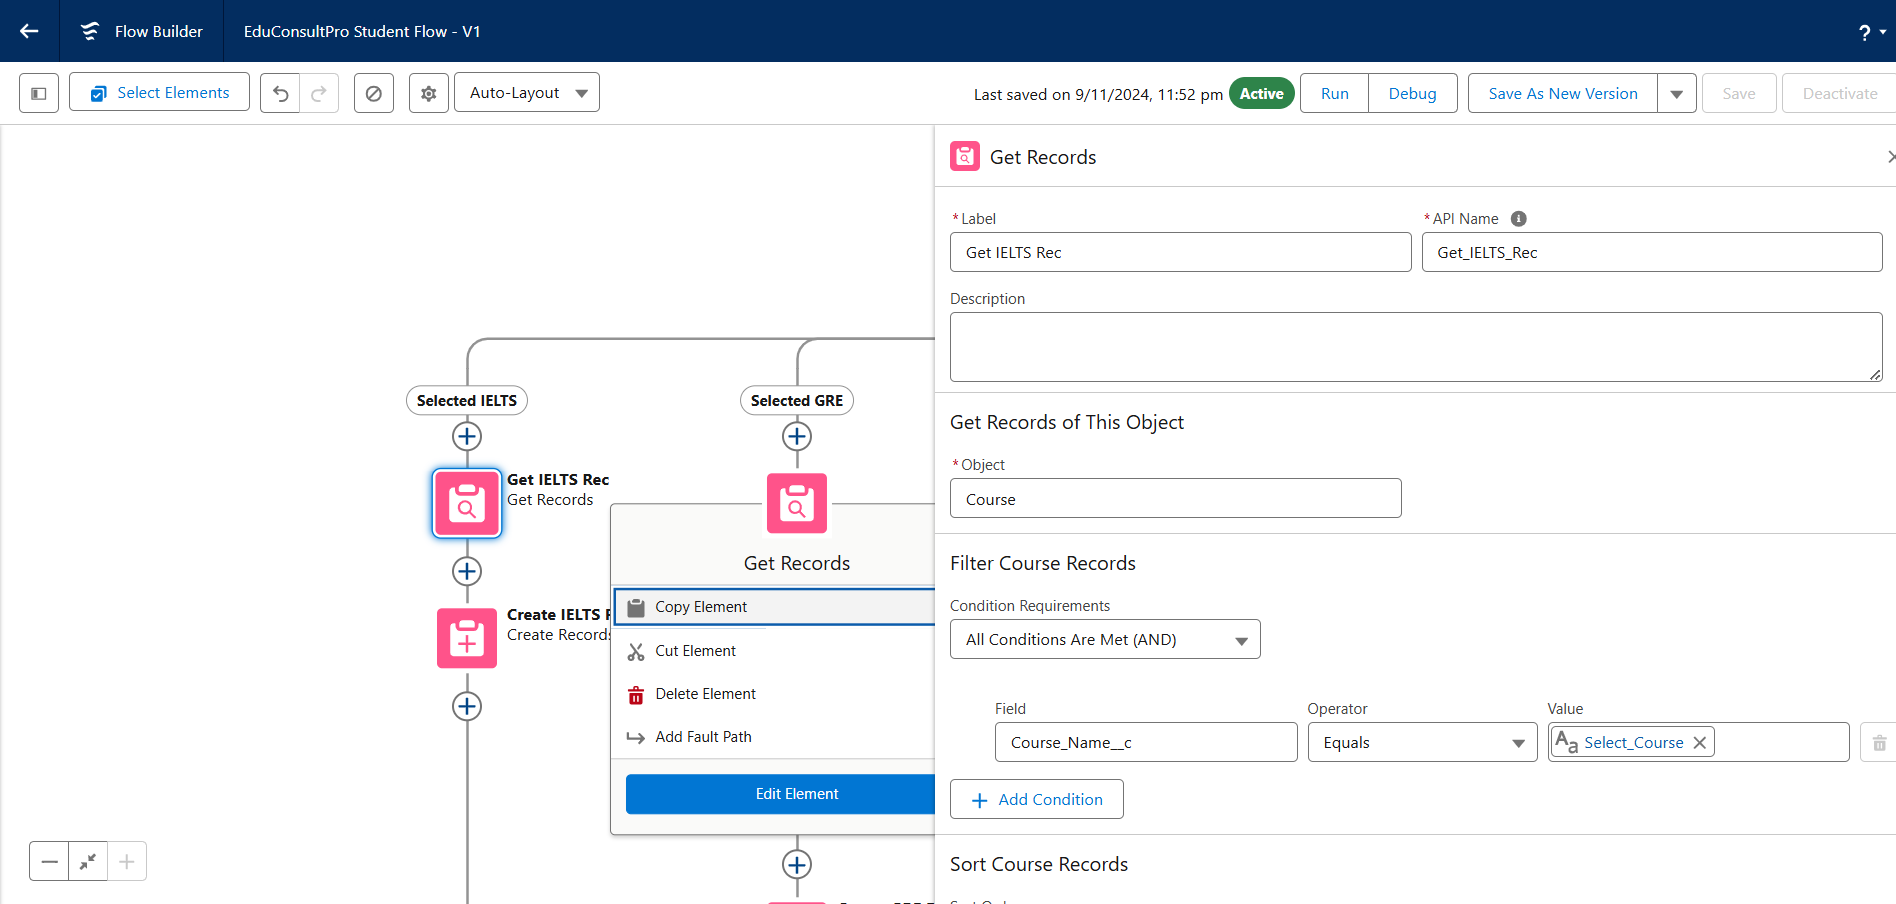 Flow Builder
EduConsultPro Student Flow - V1
?
Select Elements
Auto-Layout
Last saved on 9/11/2024, 11:52 pm
Active
Run
Debug
Save As New Version
Save
Deactivate
Selected IELTS
Selected GRE
Get IELTS Rec
Get Records
Create IELTS
Create Records
Get Records
Copy Element
Cut Element
Delete Element
Add Fault Path
Edit Element
Get Records
*Label
Get IELTS Rec
*API Name
Get_IELTS_Rec
Description
Get Records of This Object
*Object
Course
Filter Course Records
Condition Requirements
All Conditions Are Met (AND)
Field
Operator
Value
Course_Name__c
Equals
Aa Select_Course
Add Condition
Sort Course Records